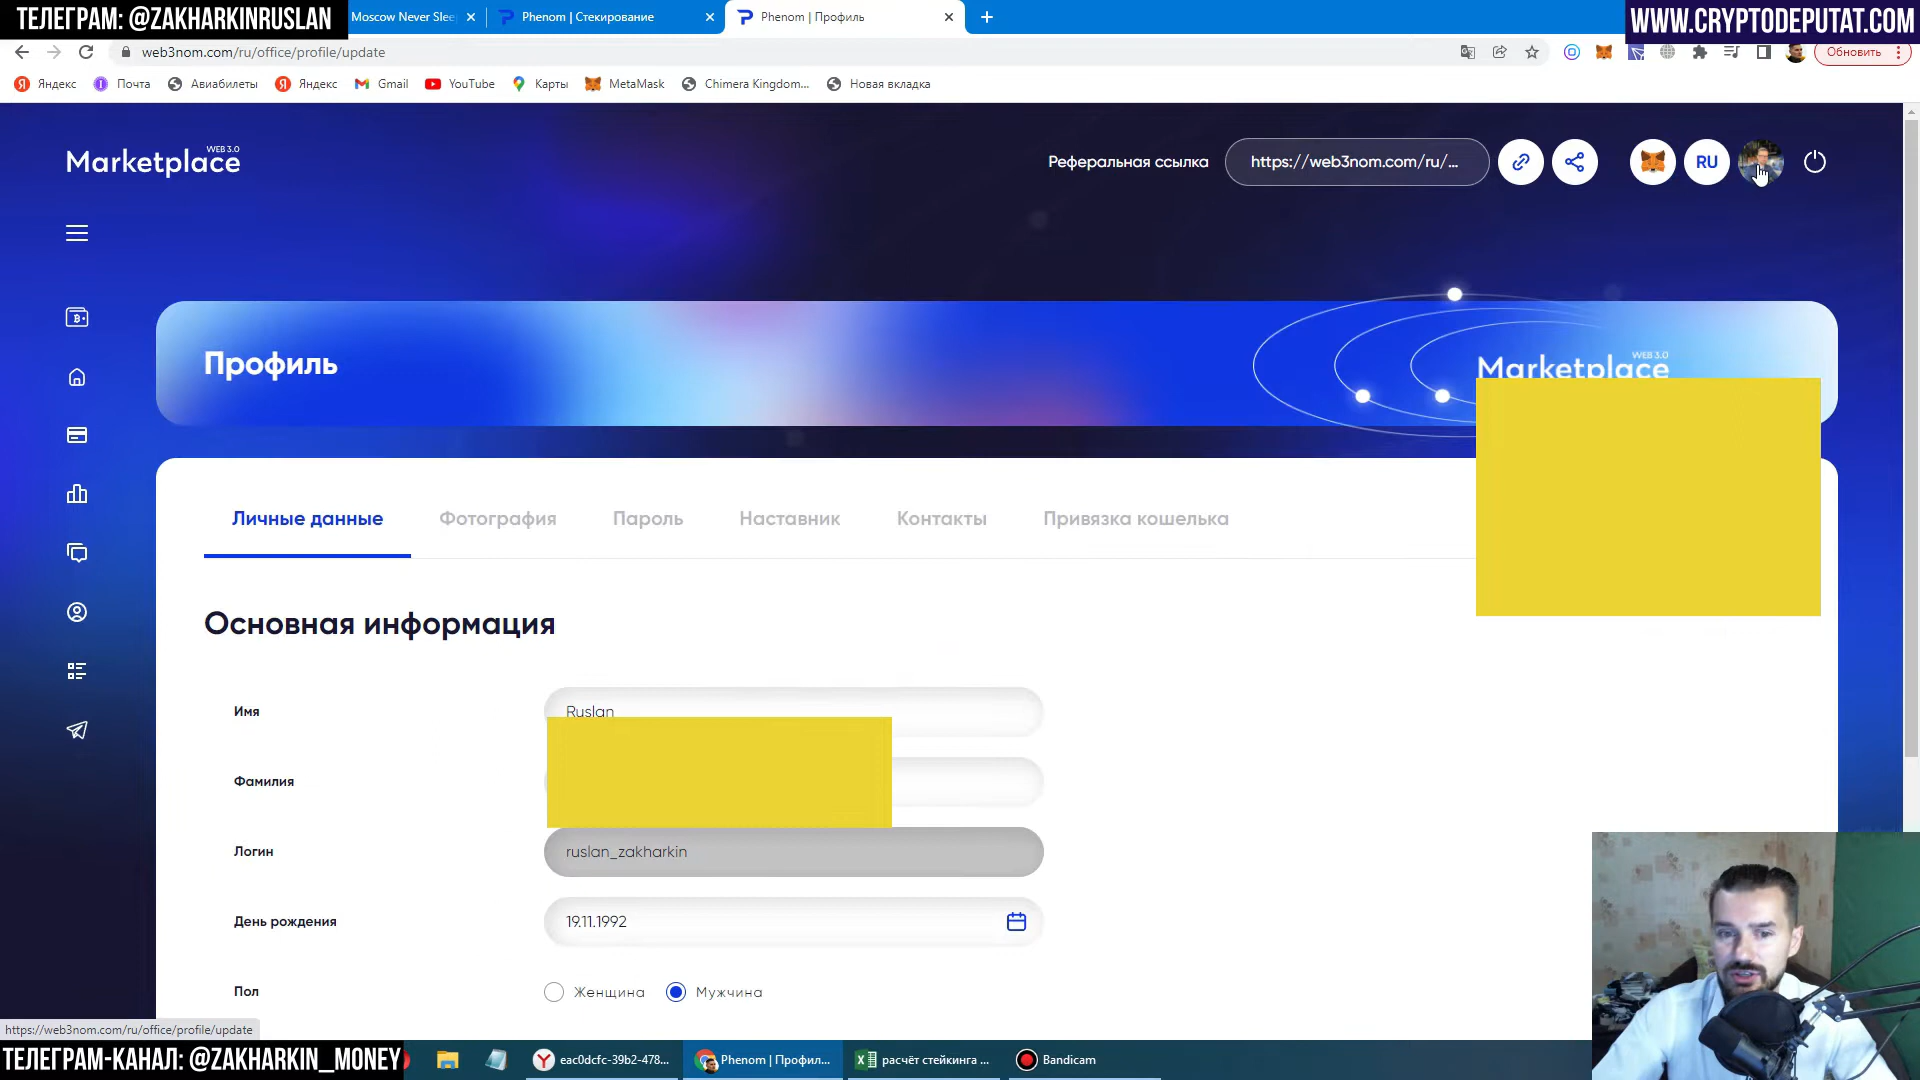 ТЕЛЕГРАМ: @ZAKHARKINRUSLAN
Moscow Never Slee
Phenom | Стекирование
Phenom | Профиль
WWW.CRYPTODEPUTAT.COM
web3nom.com/ru/office/profile/update
Обновить
Яндекс
Почта
Авиабилеты
Яндекс
Gmail
YouTube
Карты
MetaMask
Chimera Kingdom...
Новая вкладка
Marketplace WEB 3.0
Реферальная ссылка
https://web3nom.com/ru/...
RU
Профиль
Marketplace WEB 3.0
Личные данные
Фотография
Пароль
Наставник
Контакты
Привязка кошелька
Основная информация
Имя
Ruslan
Фамилия
Логин
ruslan_zakharkin
День рождения
19.11.1992
Пол
Женщина
Мужчина
https://web3nom.com/ru/office/profile/update
ТЕЛЕГРАМ-КАНАЛ: @ZAKHARKIN_MONEY
eac0dcfc-39b2-478...
Phenom | Профил...
расчёт стейкинга ...
Bandicam